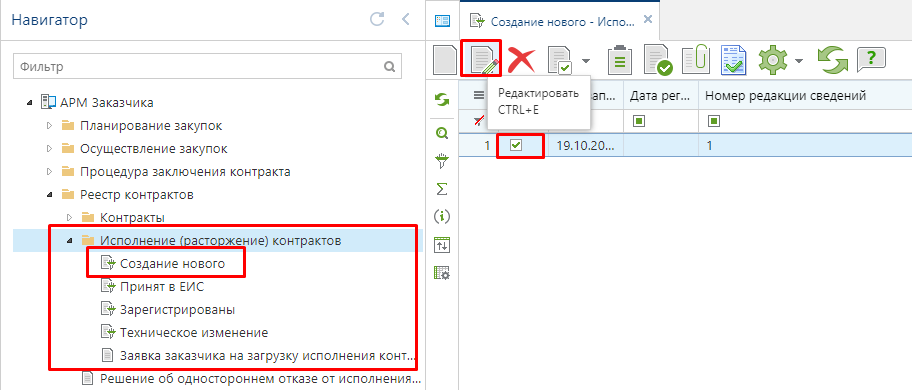 Навигатор
Фильтр
АРМ Заказчика
Планирование закупок
Осуществление закупок
Процедура заключения контракта
Реестр контрактов
Контракты
Исполнение (расторжение) контрактов
Создание нового
Принят в ЕИС
Зарегистрированы
Техническое изменение
Заявка заказчика на загрузку исполнения конт...
Решение об одностороннем отказе от исполнения...
Создание нового - Испо...
Редактировать
CTRL+E
ап... Дата рег... Номер редакции сведений
1 19.10.20... 1